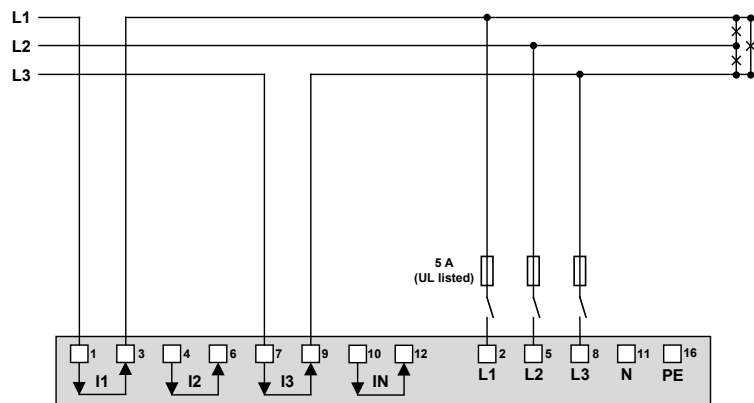 L1
L2
L3
5 A
(UL listed)
1 3 4 6 7 9 10 12 2 5 8 11 16
I1 I2 I3 IN L1 L2 L3 N PE